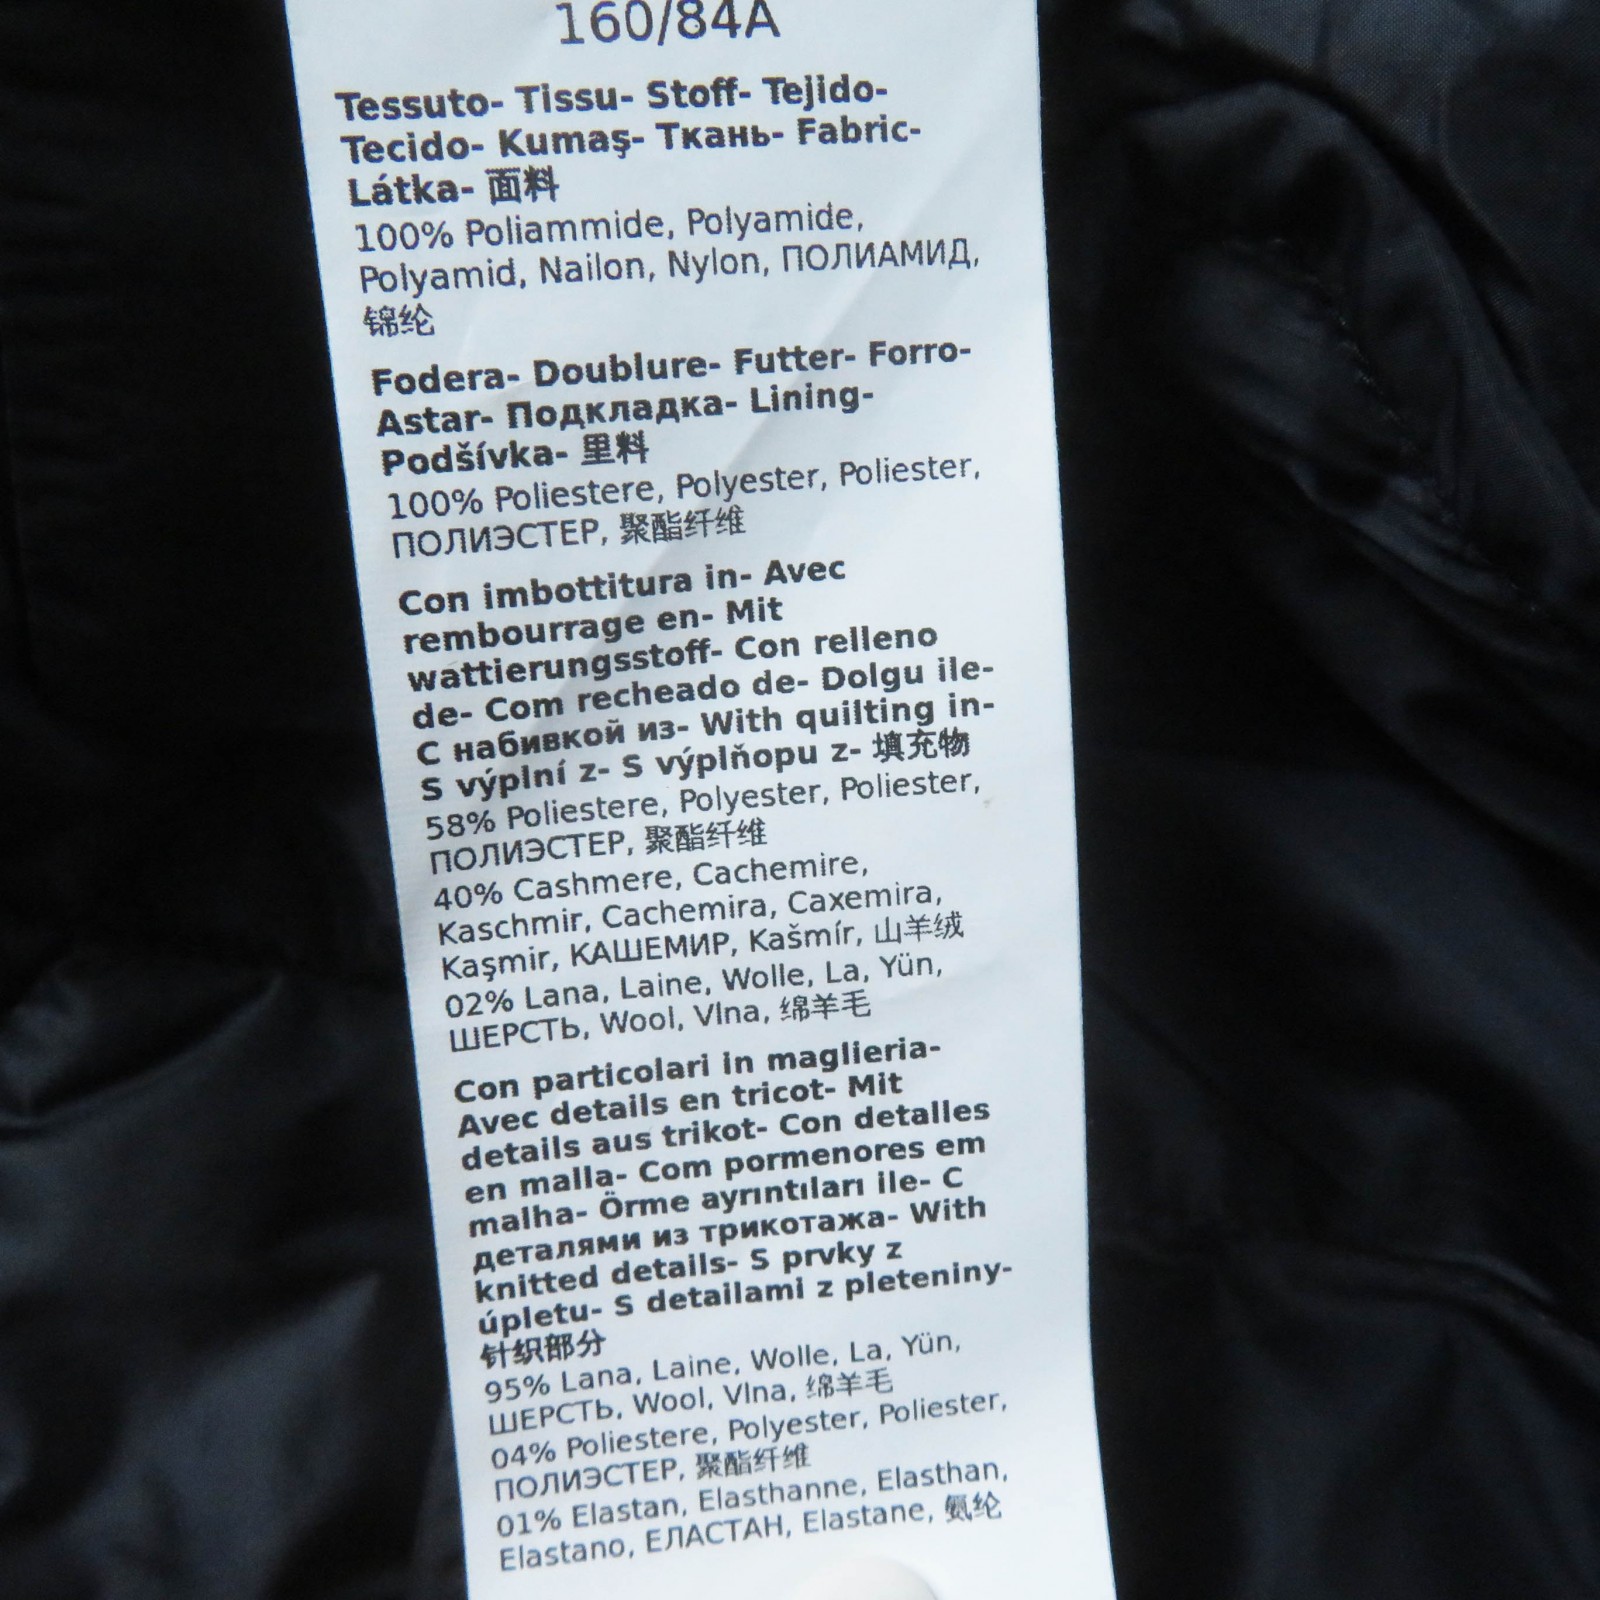 160/84A
Tessuto- Tissu- Stoff- Tejido-
Tecido- Kumaş- Ткань- Fabric-
Látka- 面料
100% Poliammide, Polyamide,
Polyamid, Nailon, Nylon, ПОЛИАМИД,
锦纶
Fodera- Doublure- Futter- Forro-
Astar- Подкладка- Lining-
Podšívka- 里料
100% Poliestere, Polyester, Poliester,
ПОЛИЭСТЕР, 聚酯纤维
Con imbottitura in- Avec
rembourrage en- Mit
wattierungsstoff- Con relleno
de- Com recheado de- Dolgu ile-
С набивкой из- With quilting in-
S výplní z- S výplňopu z- 填充物
58% Poliestere, Polyester, Poliester,
ПОЛИЭСТЕР, 聚酯纤维
40% Cashmere, Cachemire,
Kaschmir, Cachemira, Caxemira,
Kaşmir, КАШЕМИР, Kašmír, 山羊绒
02% Lana, Laine, Wolle, La, Yün,
ШЕРСТЬ, Wool, Vlna, 绵羊毛
Con particolari in maglieria-
Avec details en tricot- Mit
details aus trikot- Con detalles
en malla- Com pormenores em
malha- Örme ayrıntıları ile- С
деталями из трикотажа- With
knitted details- S prvky z
úpletu- S detailami z pleteniny-
针织部分
95% Lana, Laine, Wolle, La, Yün,
ШЕРСТЬ, Wool, Vlna, 绵羊毛
04% Poliestere, Polyester, Poliester,
ПОЛИЭСТЕР, 聚酯纤维
01% Elastan, Elasthanne, Elasthan,
Elastano, ЕЛАСТАН, Elastane, 氨纶